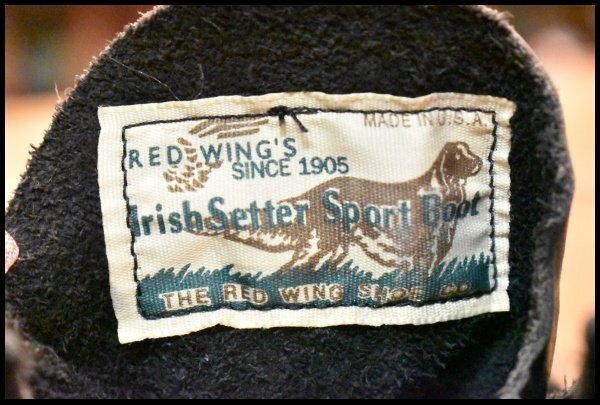 MADE IN U.S.A.
RED WING'S
SINCE 1905
Irish Setter Sport Boot
THE RED WING SHOE CO.